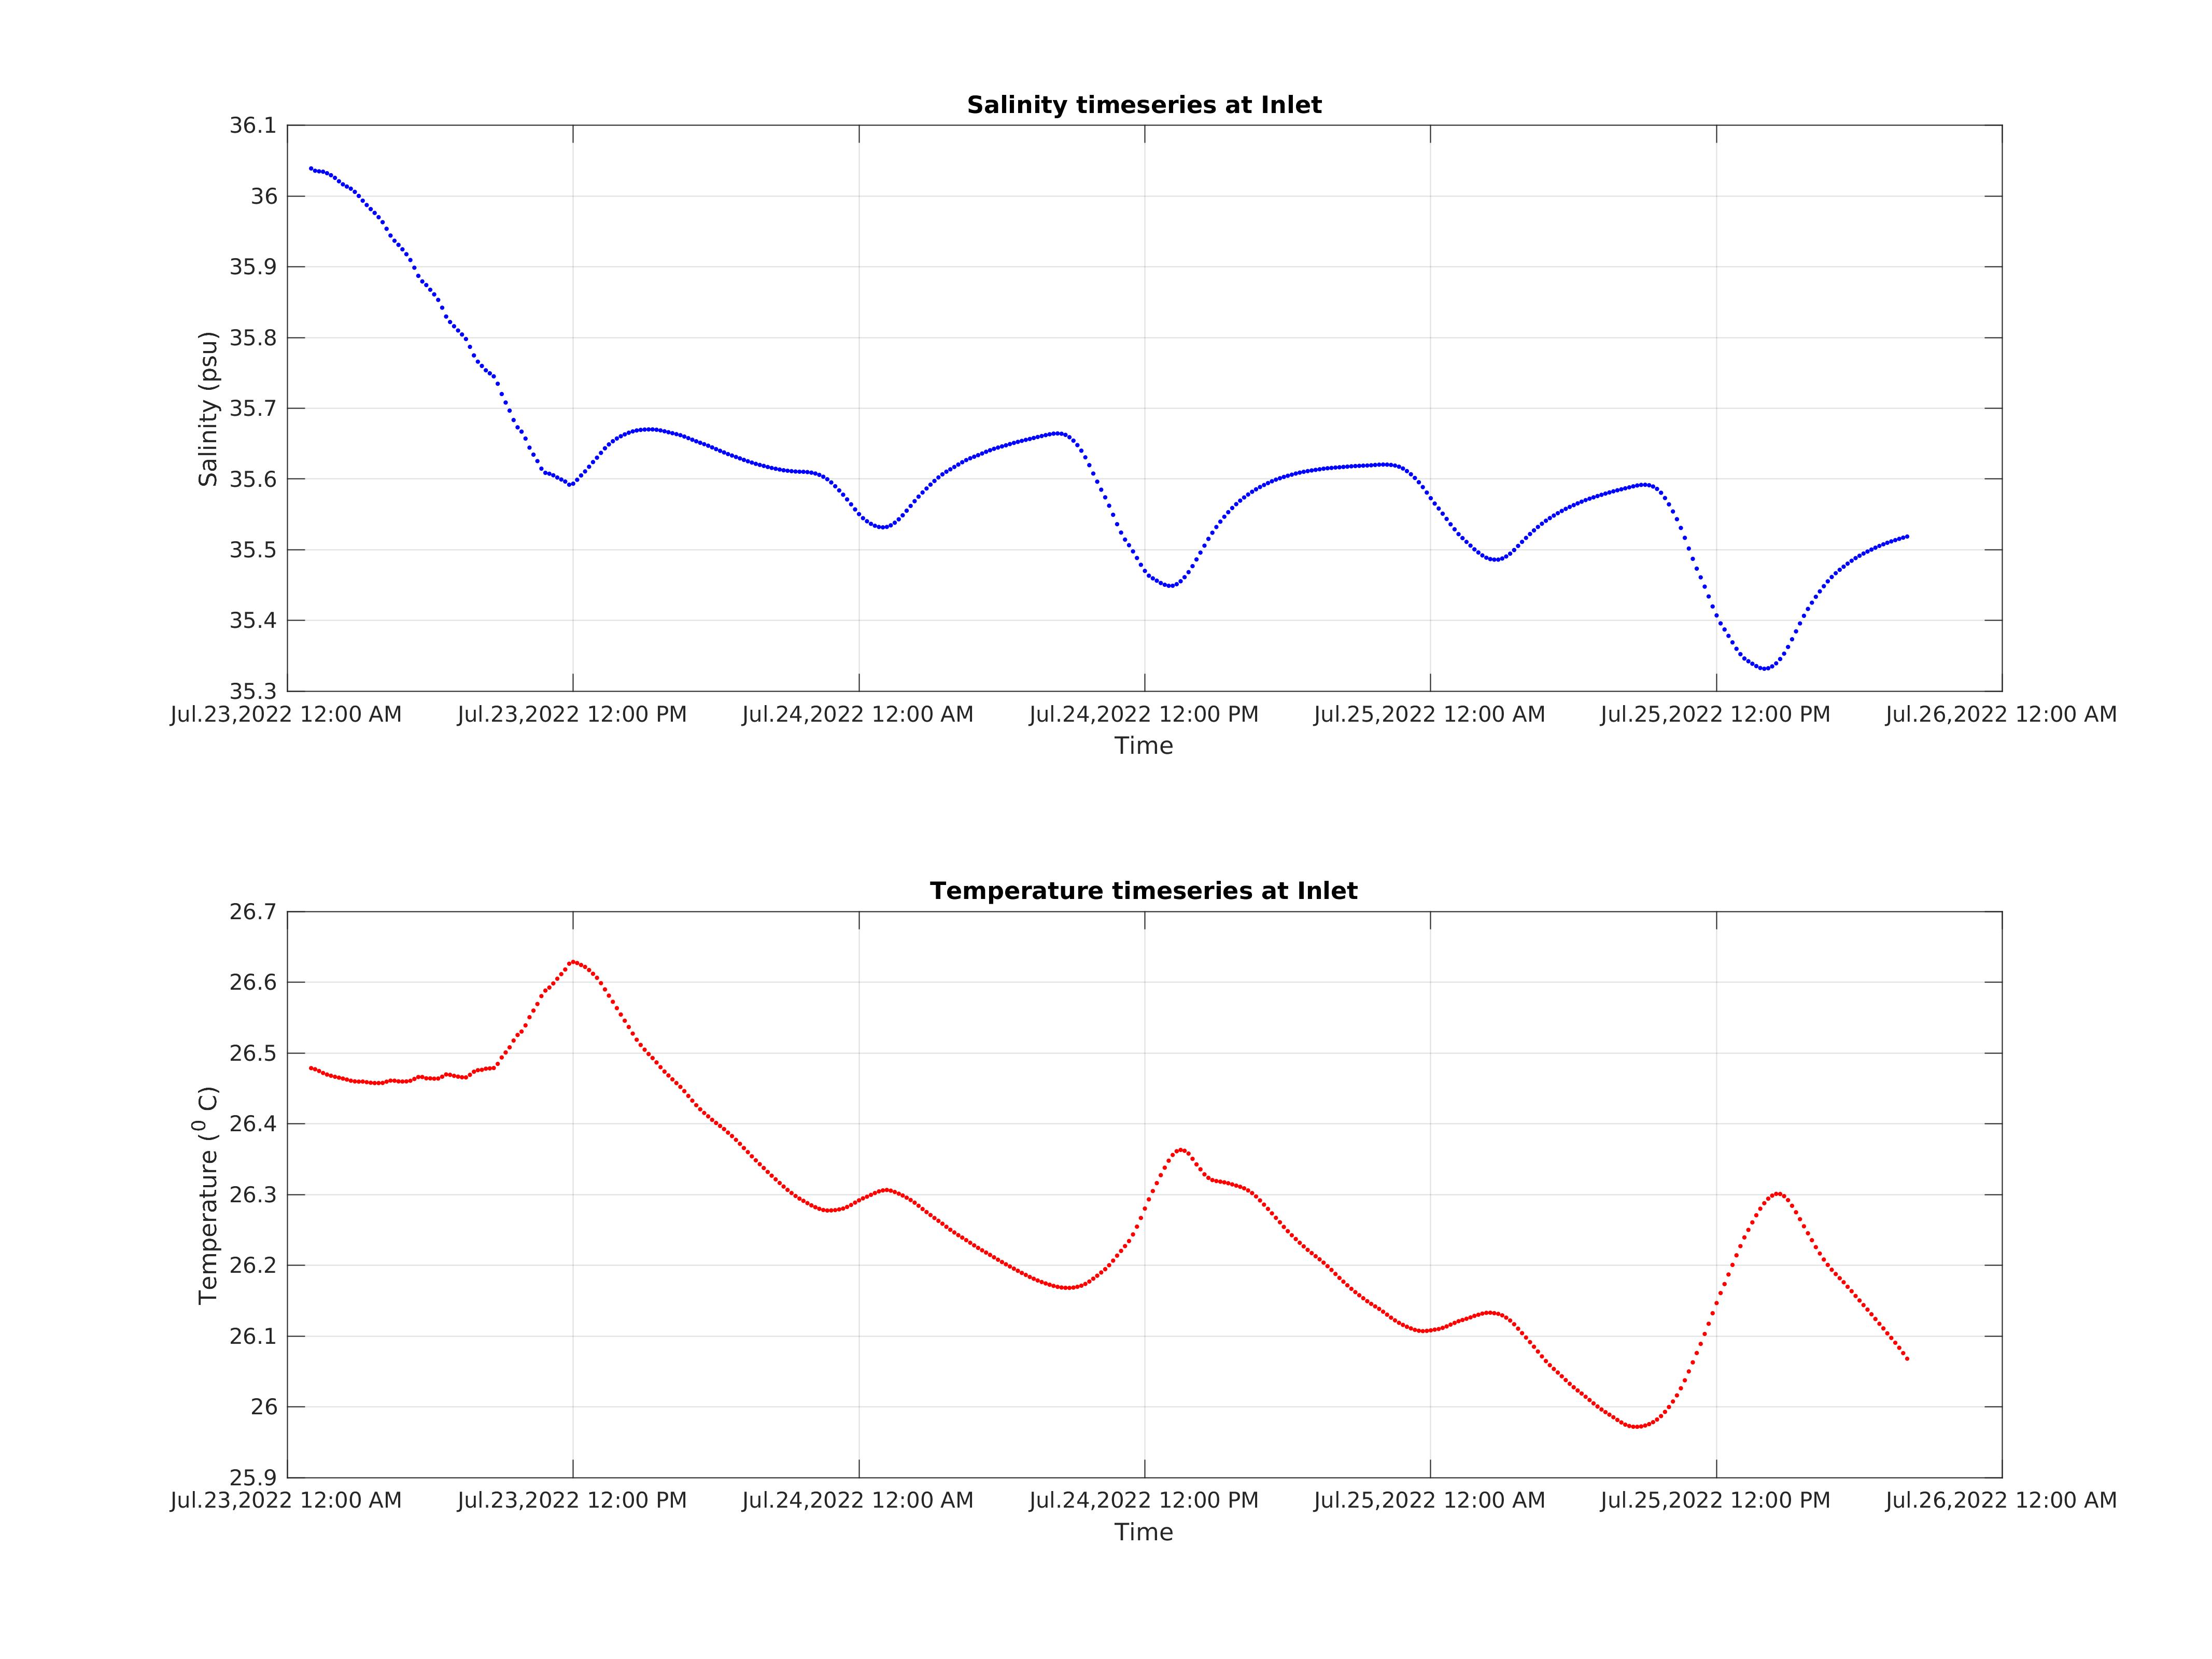 Salinity timeseries at Inlet
36.1
36
35.9
35.8
35.7
35.6
35.5
35.4
35.3
Salinity (psu)
Jul.23,2022 12:00 AM Jul.23,2022 12:00 PM Jul.24,2022 12:00 AM Jul.24,2022 12:00 PM Jul.25,2022 12:00 AM Jul.25,2022 12:00 PM Jul.26,2022 12:00 AM
Time
Temperature timeseries at Inlet
26.7
26.6
26.5
26.4
26.3
26.2
26.1
26
25.9
Temperature (⁰ C)
Jul.23,2022 12:00 AM Jul.23,2022 12:00 PM Jul.24,2022 12:00 AM Jul.24,2022 12:00 PM Jul.25,2022 12:00 AM Jul.25,2022 12:00 PM Jul.26,2022 12:00 AM
Time